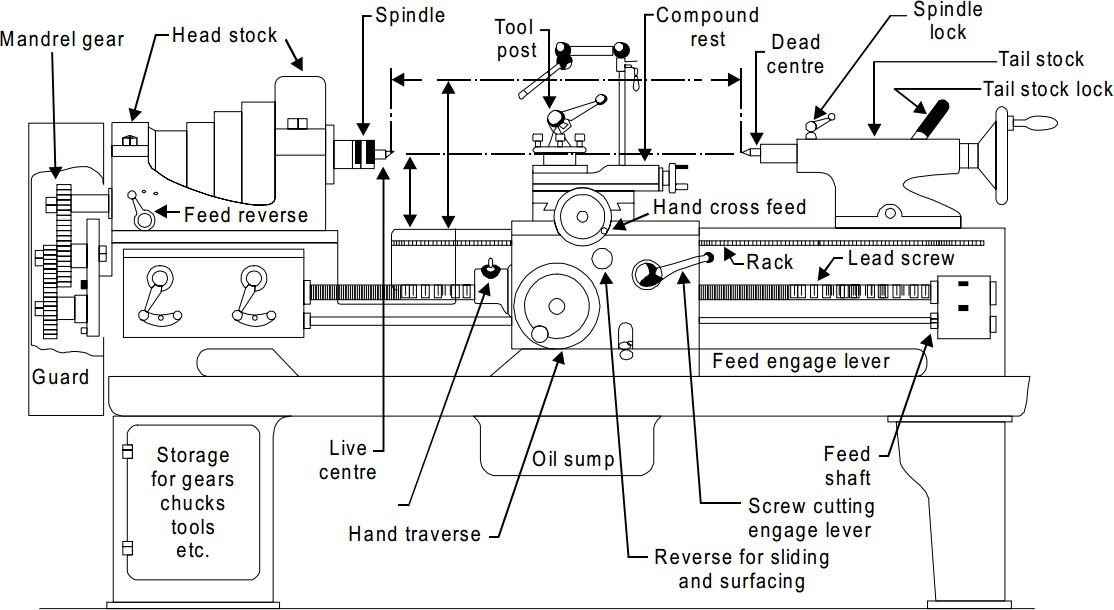 Spindle
Spindle
lock
Compound
rest
Tool
post
Head stock
Mandrel gear
Dead
centre
Tail stock
Tail stock lock
Feed reverse
Hand cross feed
Rack
Lead screw
Guard
Feed engage lever
Live
centre
Oil sump
Feed
shaft
Storage
for gears
chucks
tools
etc.
Screw cutting
engage lever
Hand traverse
Reverse for sliding
and surfacing